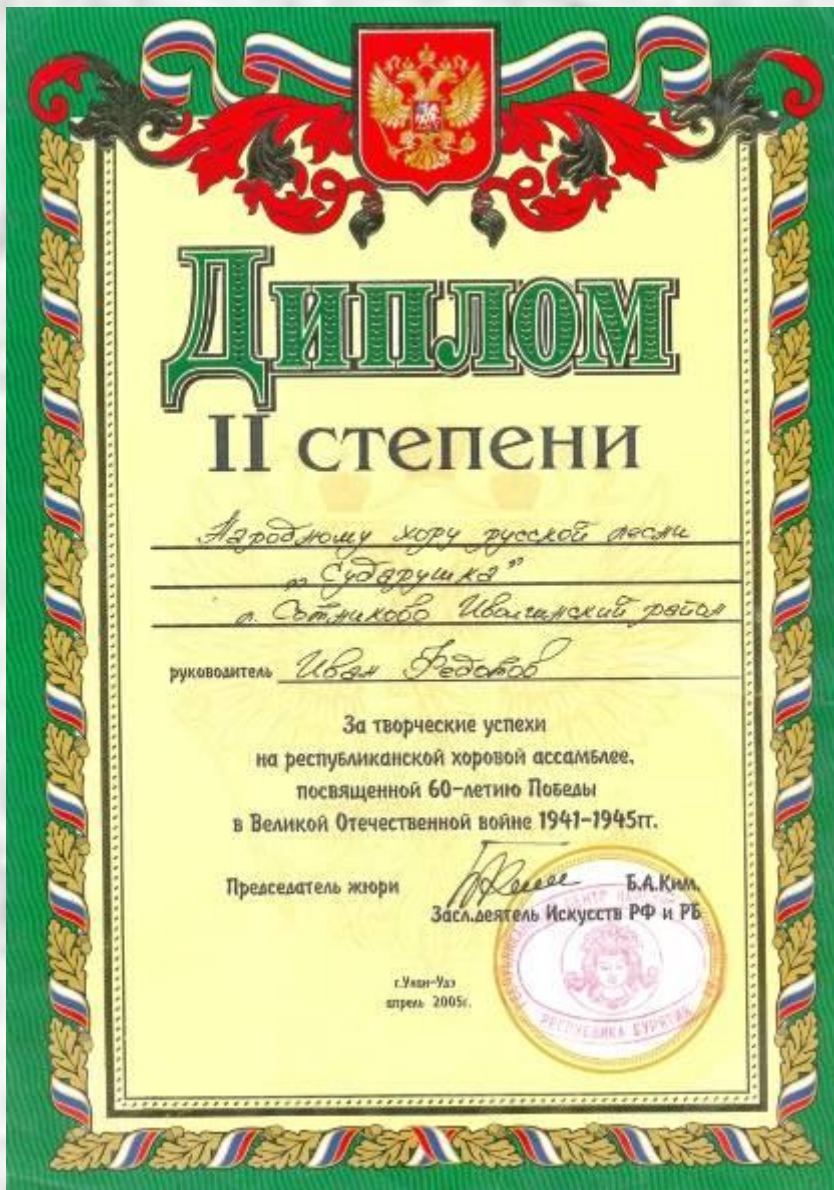 Диплом
II степени
Народному хору русской песни
„Сударушка"
п. Сотниково Иволгинский район
руководитель Иван Федотов
За творческие успехи
на республиканской хоровой ассамблее,
посвященной 60-летию Победы
в Великой Отечественной войне 1941-1945гг.
Председатель жюри Б.А.Ким.
Засл.деятель Искусств РФ и РБ
г.Улан-Удэ
апрель 2005г.
ЦЕНТР
РЕСПУБЛИКА БУРЯТИЯ